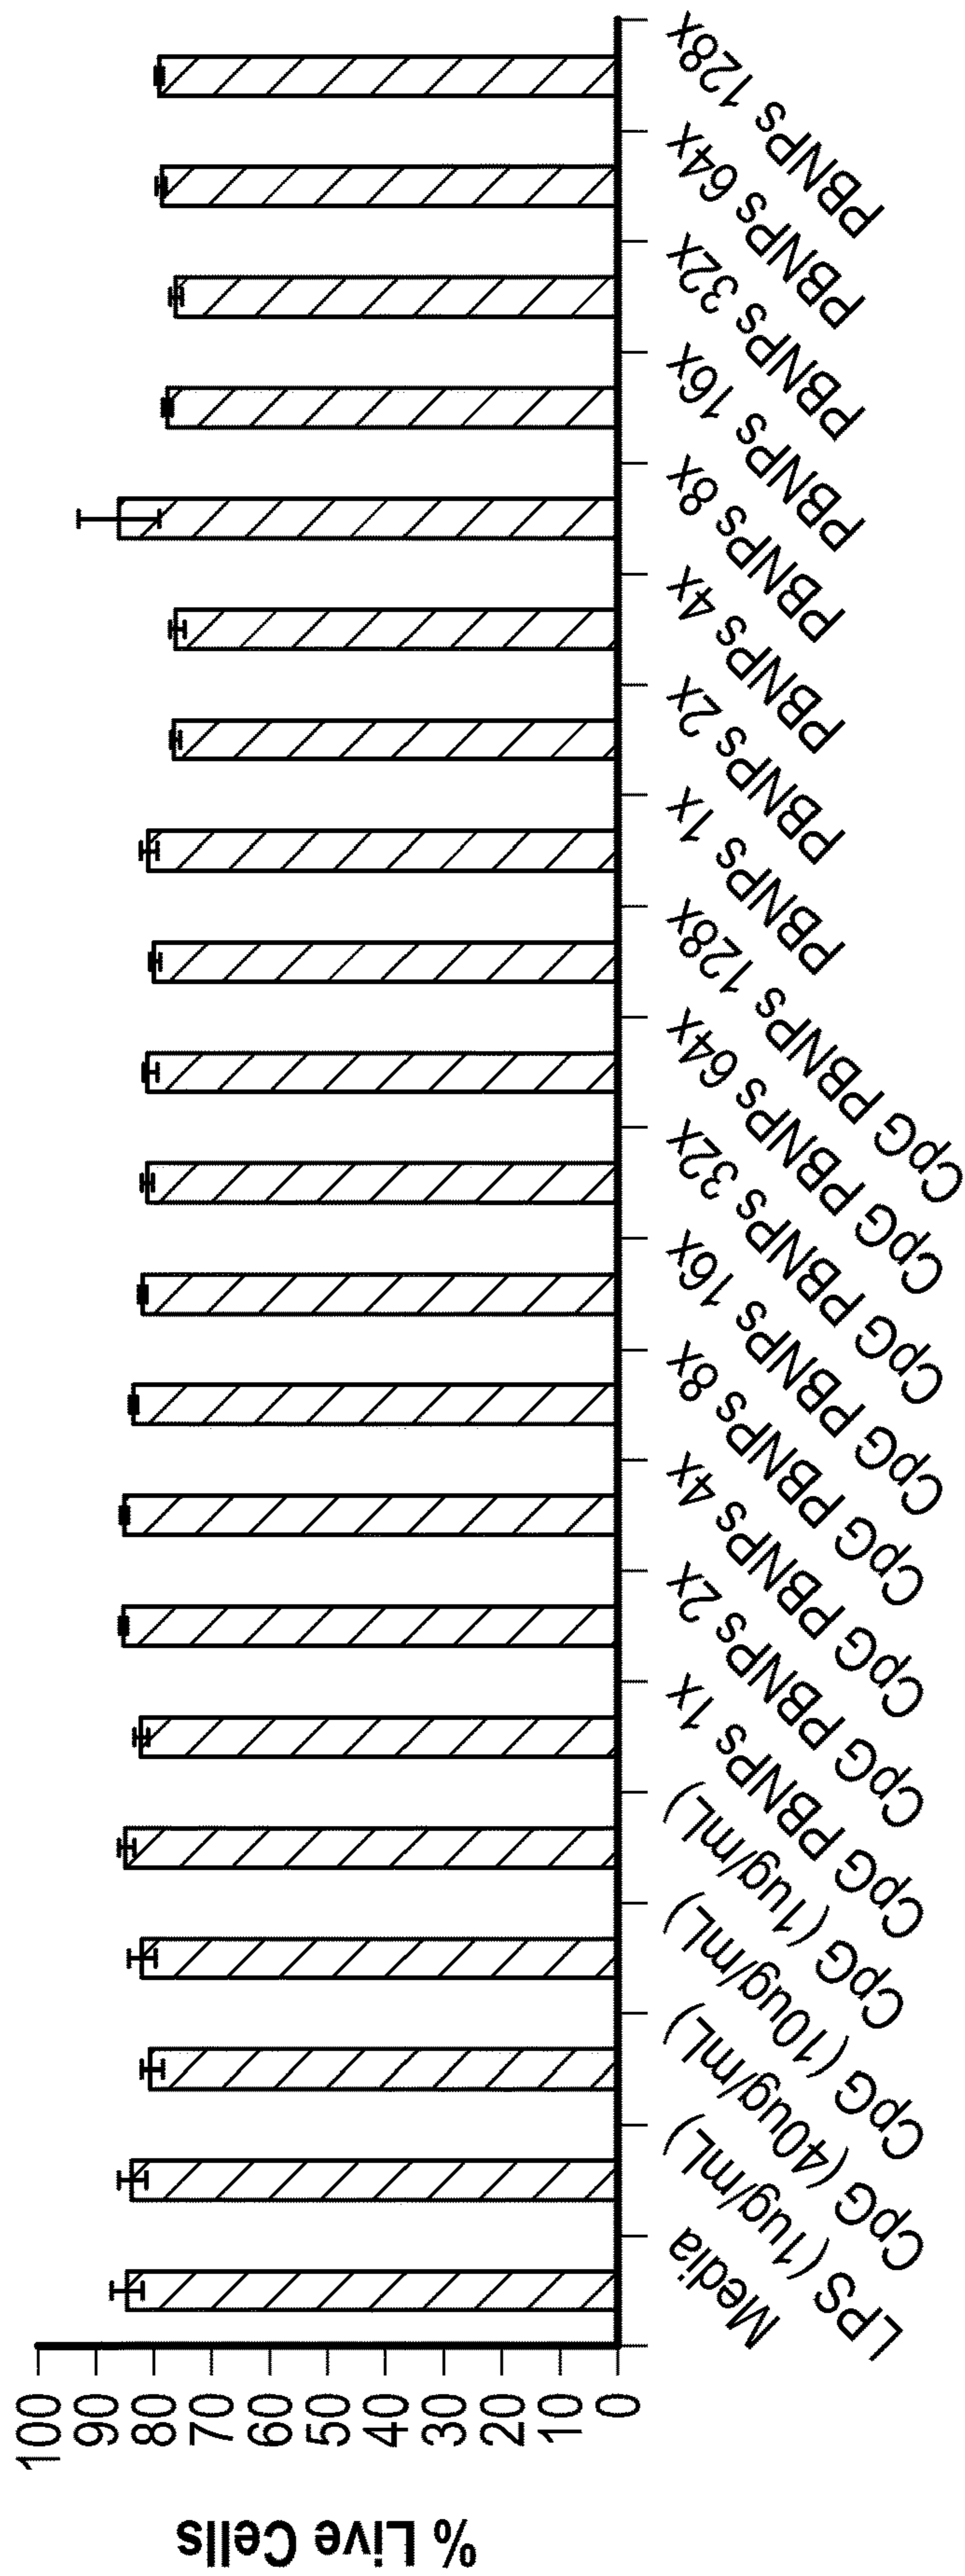 % Live Cells
100
90
80
70
60
50
40
30
20
10
0
Media
LPS (1ug/mL)
CpG (40ug/mL)
CpG (10ug/mL)
CpG (1ug/mL)
CpG PBNPs 1x
CpG PBNPs 2x
CpG PBNPs 4x
CpG PBNPs 8x
CpG PBNPs 16x
CpG PBNPs 32x
CpG PBNPs 64x
CpG PBNPs 128x
PBNPs 1x
PBNPs 2x
PBNPs 4x
PBNPs 8x
PBNPs 16x
PBNPs 32x
PBNPs 64x
PBNPs 128x